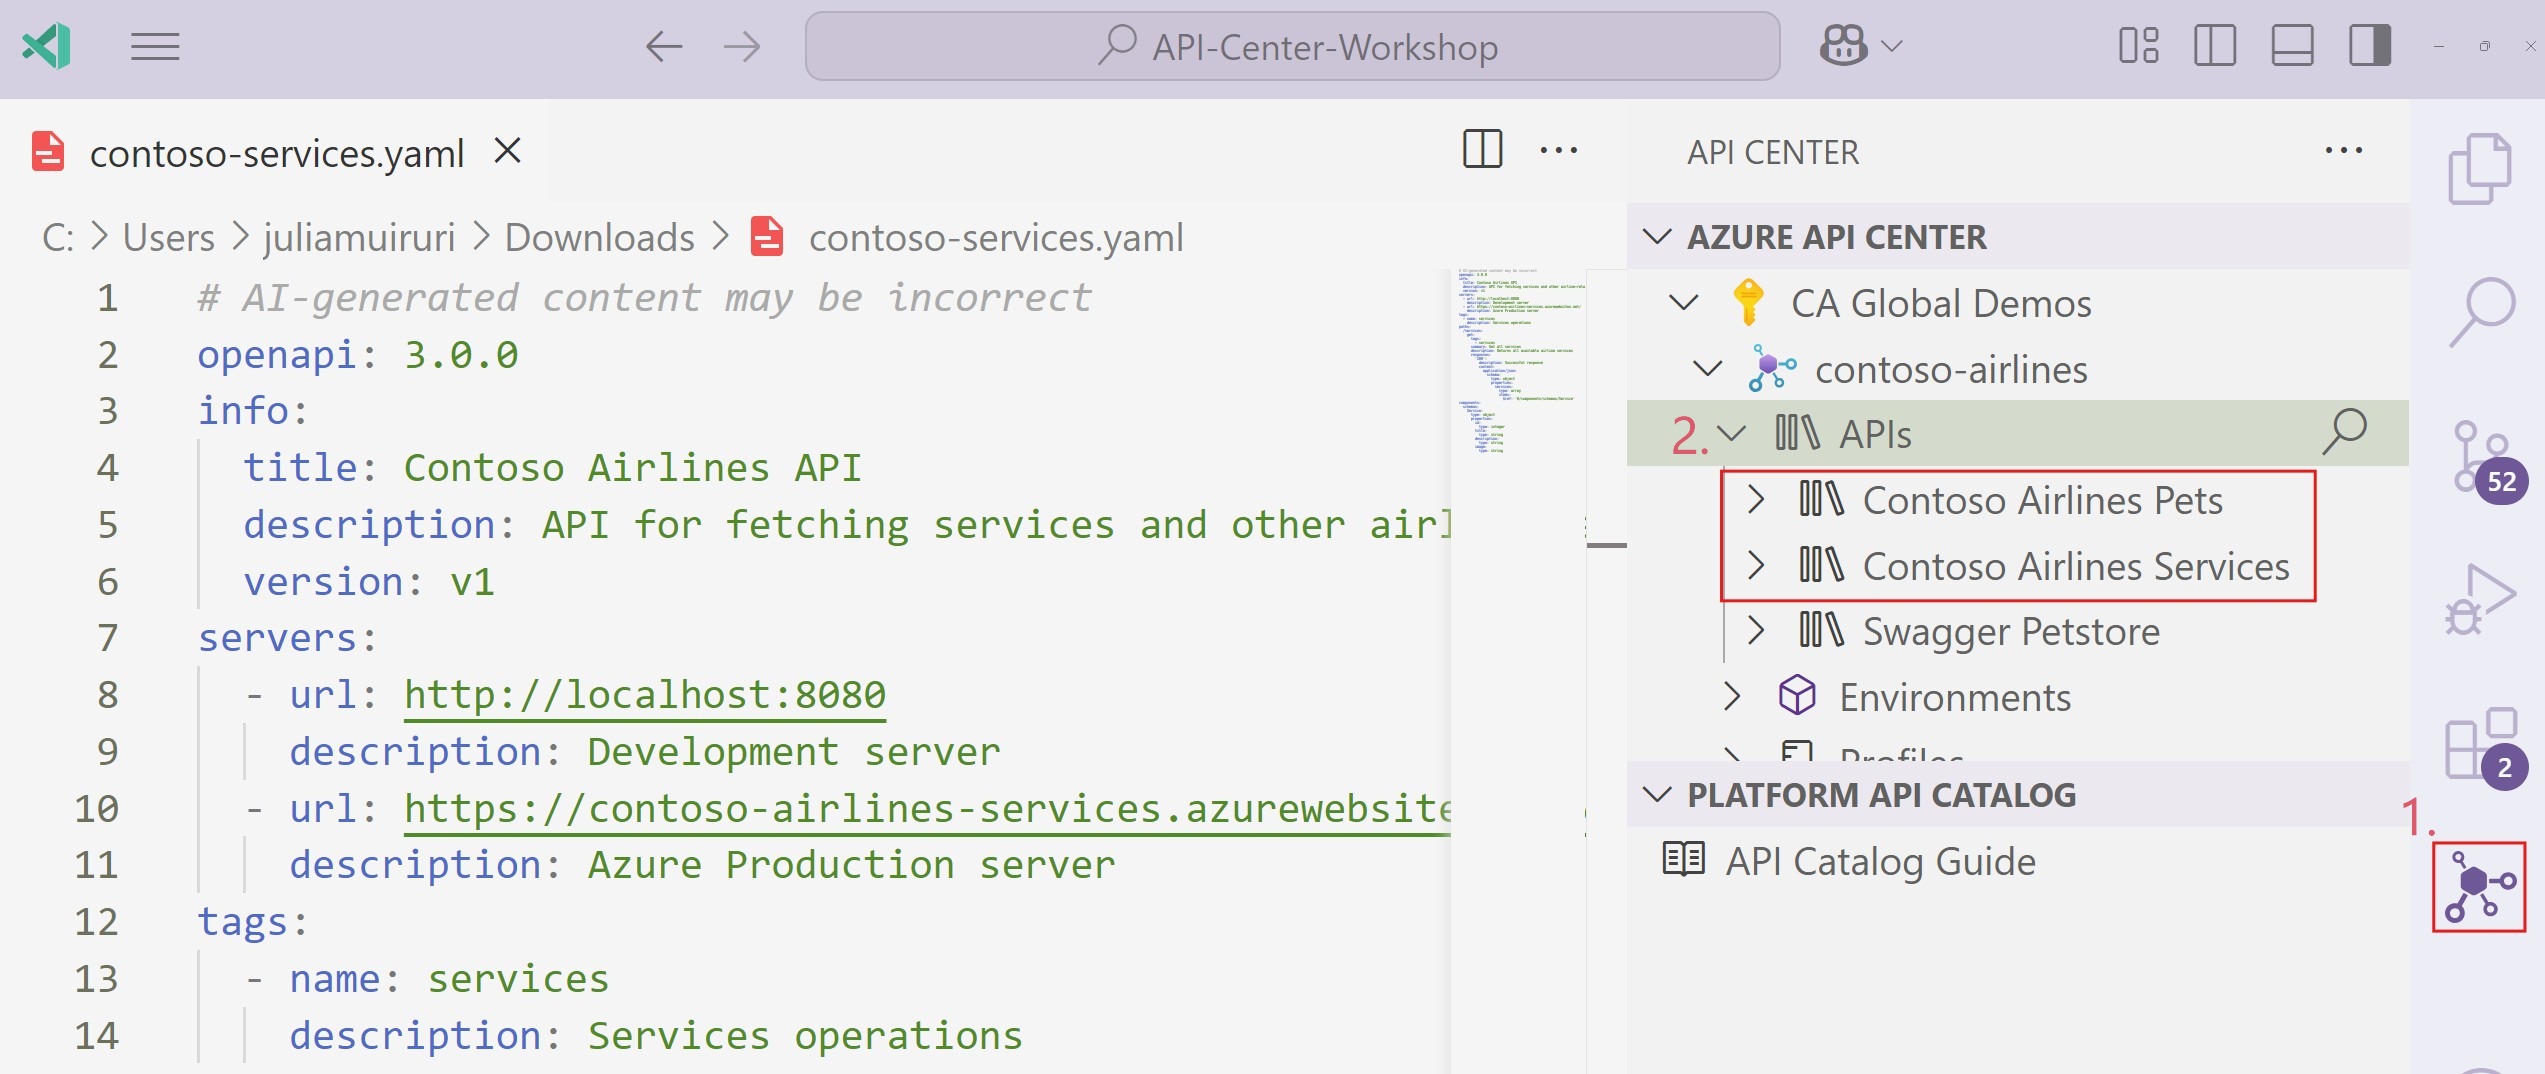 API-Center-Workshop
contoso-services.yaml
C: > Users > juliamuiruri > Downloads > contoso-services.yaml
1 # AI-generated content may be incorrect
2 openapi: 3.0.0
3 info:
4 title: Contoso Airlines API
5 description: API for fetching services and other airl
6 version: v1
7 servers:
8 - url: http://localhost:8080
9 description: Development server
10 - url: https://contoso-airlines-services.azurewebsite
11 description: Azure Production server
12 tags:
13 - name: services
14 description: Services operations
API CENTER
AZURE API CENTER
CA Global Demos
contoso-airlines
2. APIs
Contoso Airlines Pets
Contoso Airlines Services
Swagger Petstore
Environments
Profiles
PLATFORM API CATALOG
API Catalog Guide
52
2
1.